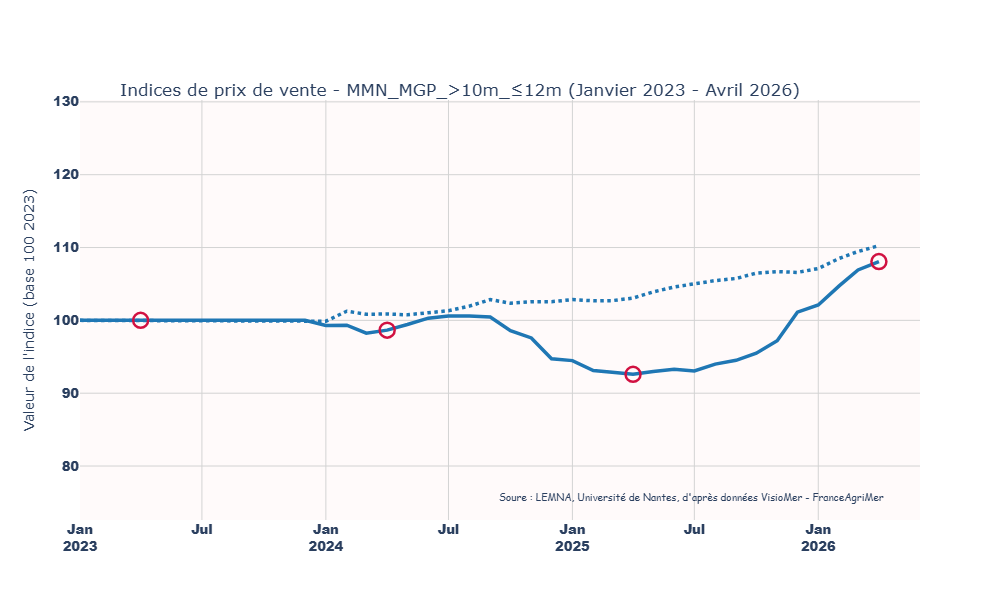 Indices de prix de vente - MMN_MGP_>10m_≤12m (Janvier 2023 - Avril 2026)
Valeur de l'indice (base 100 2023)
130
120
110
100
90
80
Soure : LEMNA, Université de Nantes, d'après données VisioMer - FranceAgriMer
Jan Jul Jan Jul Jan Jul Jan
2023 2024 2025 2026